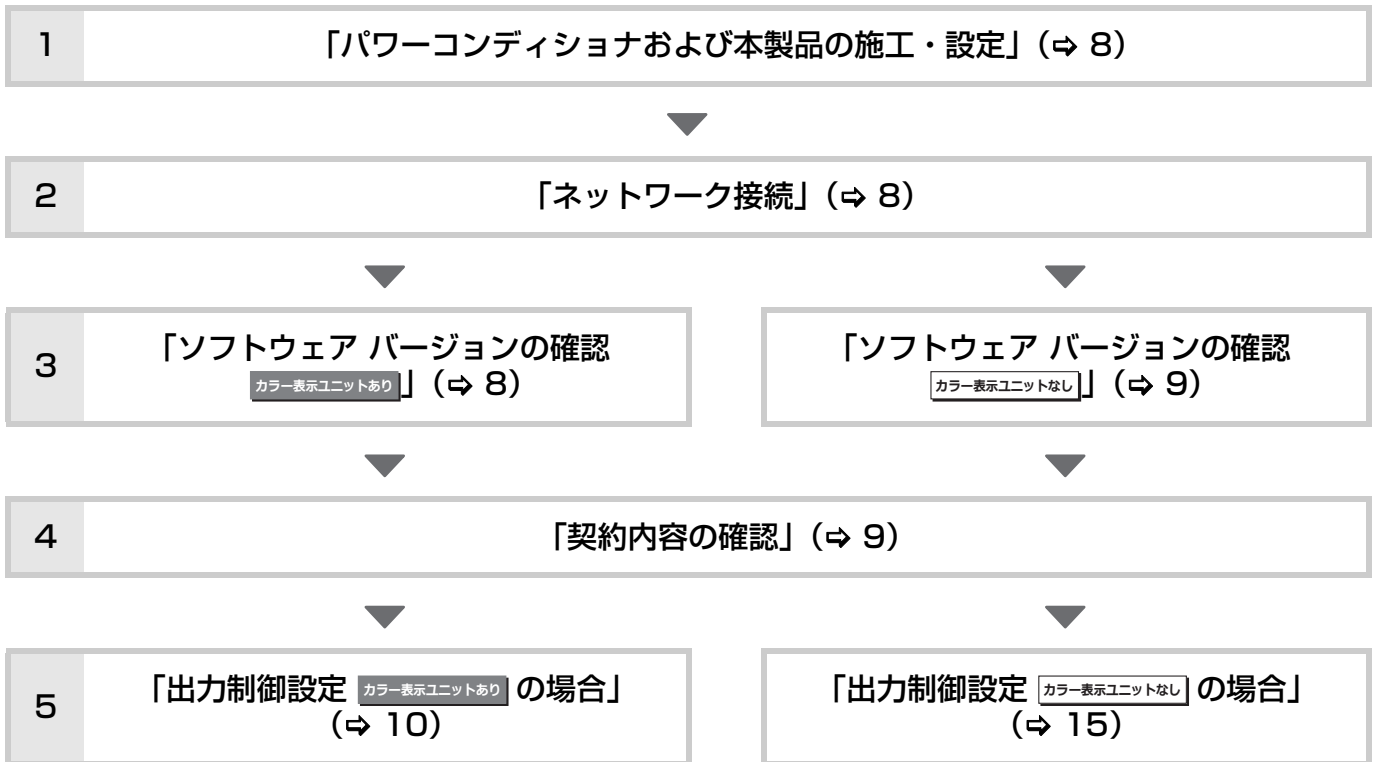 1 「パワーコンディショナおよび本製品の施工・設定」(⇨ 8)
2 「ネットワーク接続」(⇨ 8)
3 「ソフトウェア バージョンの確認
カラー表示ユニットあり」(⇨ 8)
「ソフトウェア バージョンの確認
カラー表示ユニットなし」(⇨ 9)
4 「契約内容の確認」(⇨ 9)
5 「出力制御設定 カラー表示ユニットあり の場合」
(⇨ 10)
「出力制御設定 カラー表示ユニットなし の場合」
(⇨ 15)